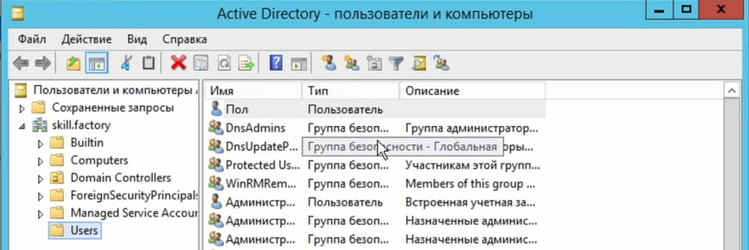 Active Directory - пользователи и компьютеры
Файл Действие Вид Справка
Пользователи и компьютеры
Сохраненные запросы
skill.factory
Builtin
Computers
Domain Controllers
ForeignSecurityPrincipals
Managed Service Accour
Users
Имя Тип Описание
Пол Пользователь
DnsAdmins Группа безоп... Группа администратор...
DnsUpdateP... Группа безопасности - Глобальная оры...
Protected Us... Группа безоп... Участникам этой групп...
WinRMRem... Группа безоп... Members of this group ...
Администр... Пользователь Встроенная учетная за...
Администр... Группа безоп... Назначенные админис...
Администр... Группа безоп... Назначенные админис...